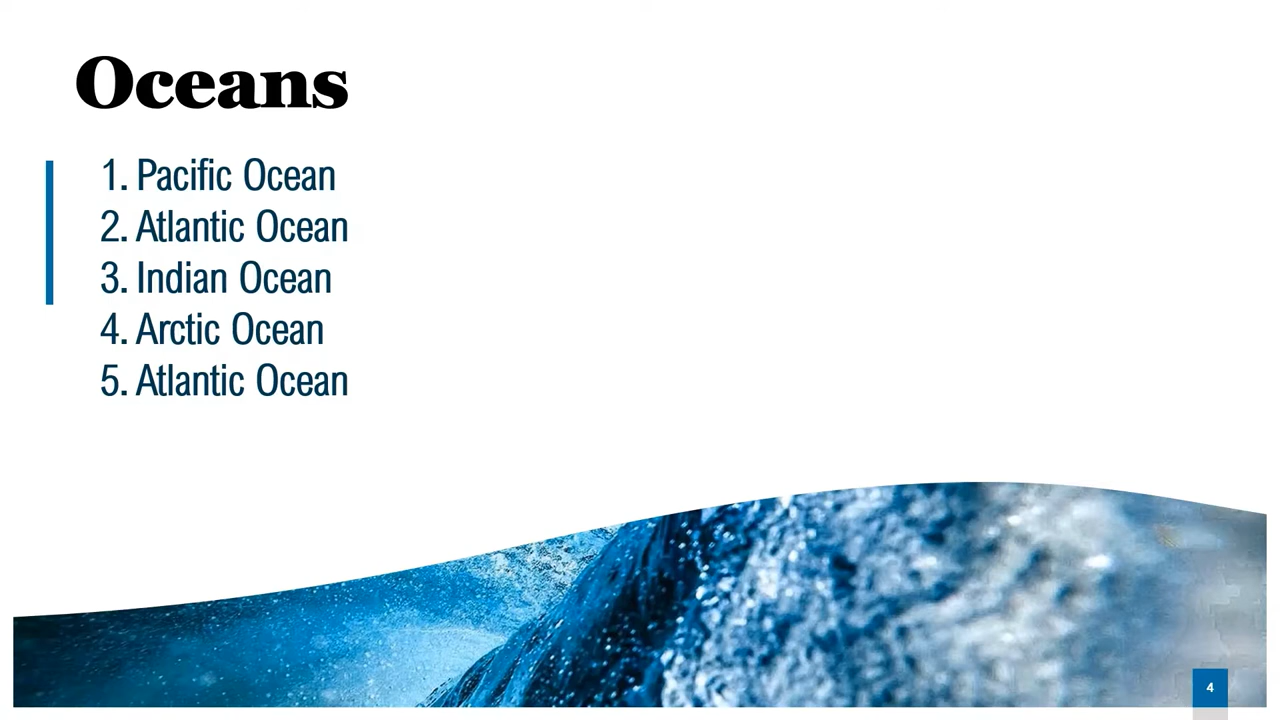 Oceans
1. Pacific Ocean
2. Atlantic Ocean
3. Indian Ocean
4. Arctic Ocean
5. Atlantic Ocean
4